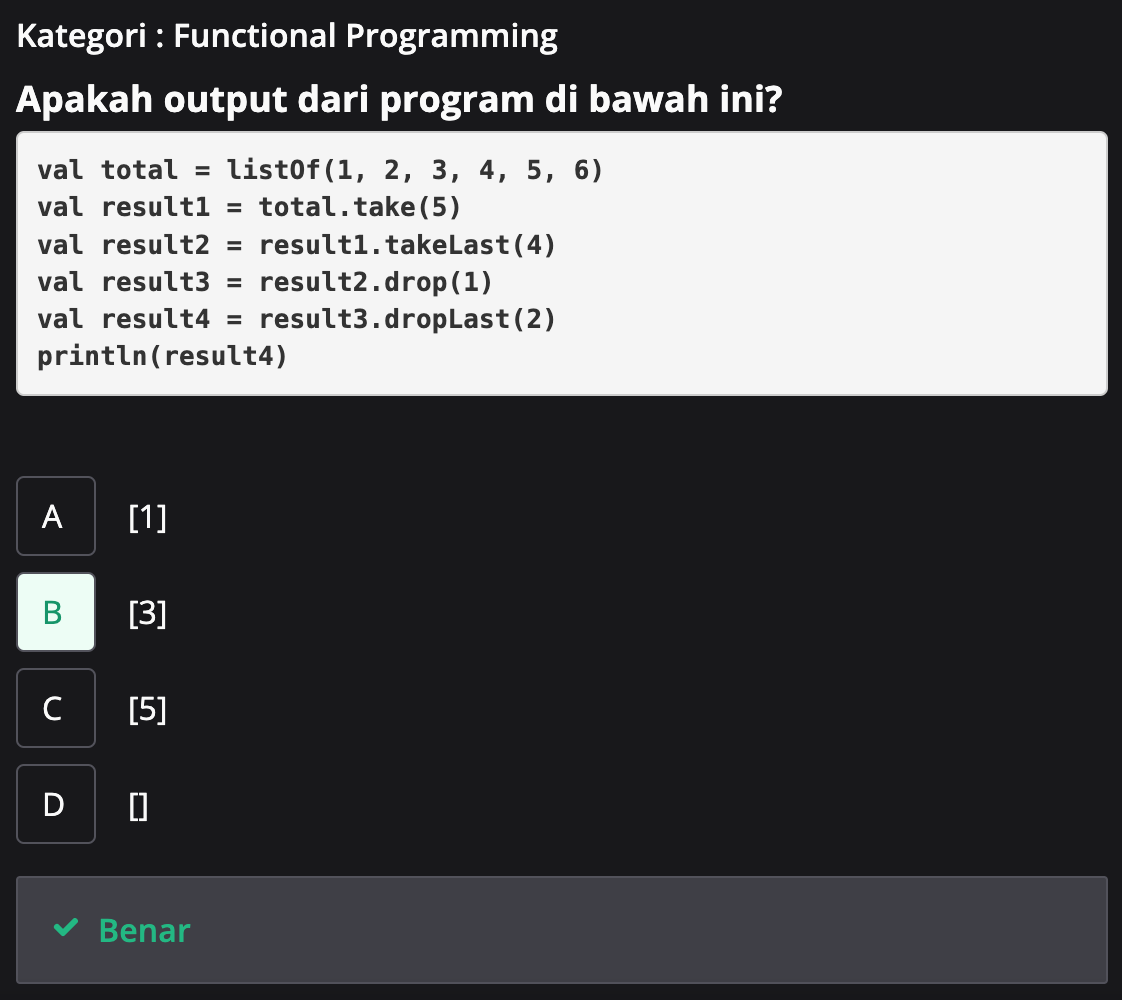 Kategori : Functional Programming
Apakah output dari program di bawah ini?
val total = listOf(1, 2, 3, 4, 5, 6)
val result1 = total.take(5)
val result2 = result1.takeLast(4)
val result3 = result2.drop(1)
val result4 = result3.dropLast(2)
println(result4)
A [1]
B [3]
C [5]
D []
✔ Benar